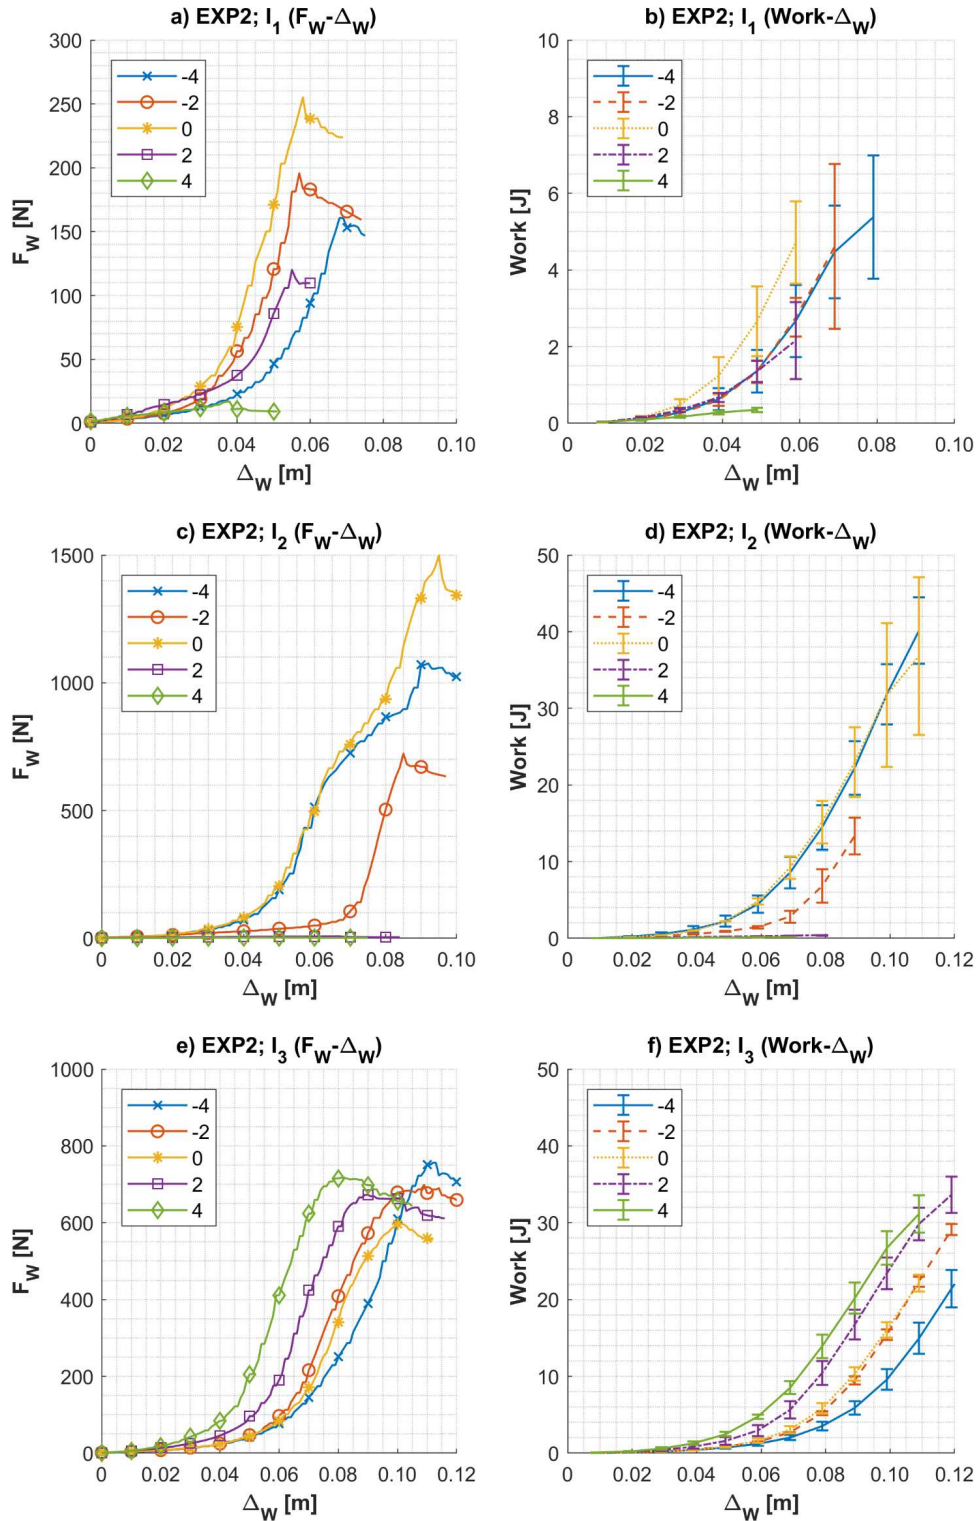 a) EXP2; I1 (FW-ΔW)
300
250
200
150
100
50
0
FW [N]
-4
-2
0
2
4
0 0.02 0.04 0.06 0.08 0.10
ΔW [m]
b) EXP2; I1 (Work-ΔW)
10
8
6
4
2
0
Work [J]
-4
-2
0
2
4
0 0.02 0.04 0.06 0.08 0.10
ΔW [m]
c) EXP2; I2 (FW-ΔW)
1500
1000
500
0
FW [N]
-4
-2
0
2
4
0 0.02 0.04 0.06 0.08 0.10
ΔW [m]
d) EXP2; I2 (Work-ΔW)
50
40
30
20
10
0
Work [J]
-4
-2
0
2
4
0 0.02 0.04 0.06 0.08 0.10 0.12
ΔW [m]
e) EXP2; I3 (FW-ΔW)
1000
800
600
400
200
0
FW [N]
-4
-2
0
2
4
0 0.02 0.04 0.06 0.08 0.10 0.12
ΔW [m]
f) EXP2; I3 (Work-ΔW)
50
40
30
20
10
0
Work [J]
-4
-2
0
2
4
0 0.02 0.04 0.06 0.08 0.10 0.12
ΔW [m]